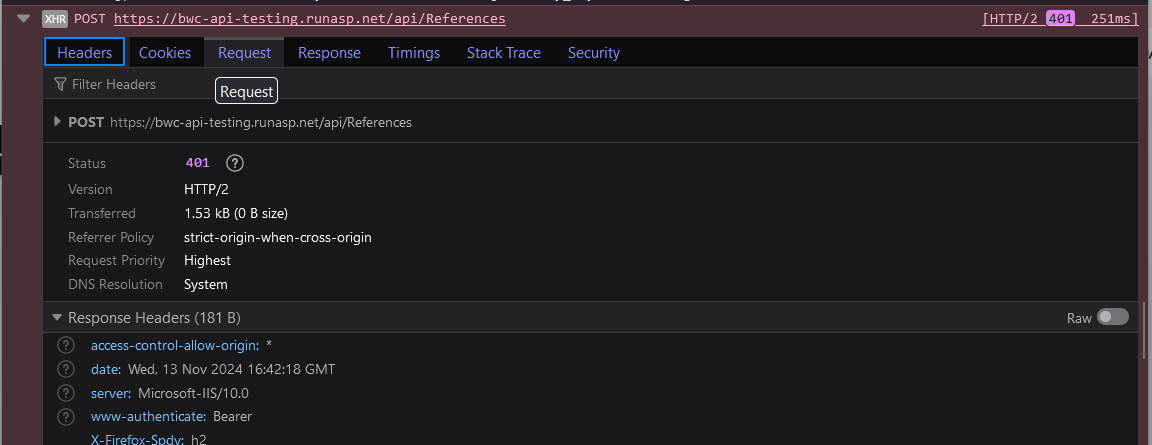 XHR POST https://bwc-api-testing.runasp.net/api/References [HTTP/2 401 251ms]
Headers Cookies Request Response Timings Stack Trace Security
Filter Headers
Request
POST https://bwc-api-testing.runasp.net/api/References
Status 401 ?
Version HTTP/2
Transferred 1.53 kB (0 B size)
Referrer Policy strict-origin-when-cross-origin
Request Priority Highest
DNS Resolution System
Response Headers (181 B) Raw
? access-control-allow-origin: *
? date: Wed, 13 Nov 2024 16:42:18 GMT
? server: Microsoft-IIS/10.0
? www-authenticate: Bearer
X-Firefox-Spdy: h2